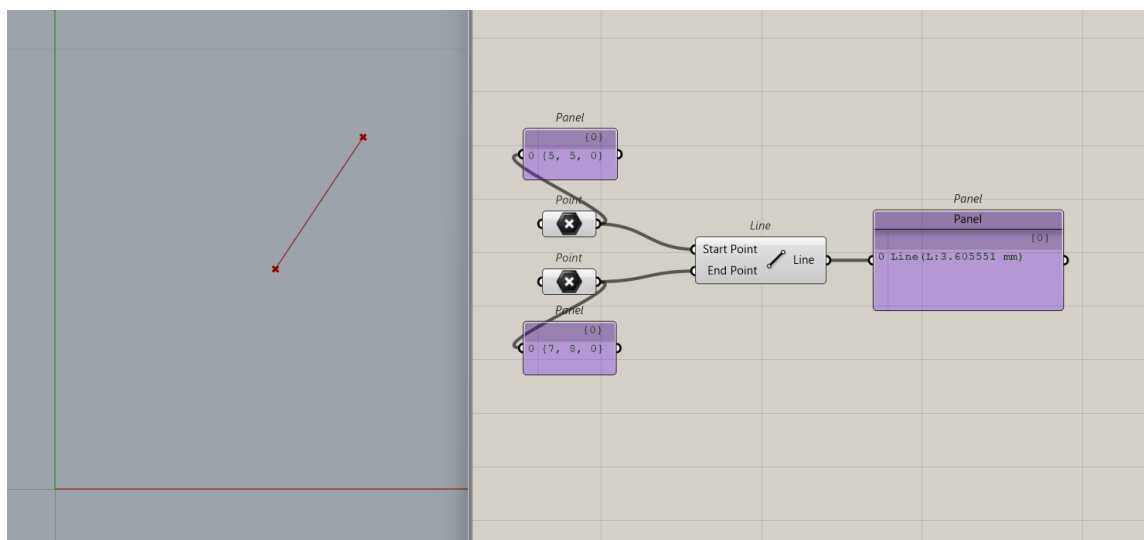 Panel
{0}
0 {5, 5, 0}
Point
Point
Panel
{0}
0 {7, 8, 0}
Line
Start Point
End Point
Line
Panel
Panel
{0}
0 Line(L:3.605551 mm)